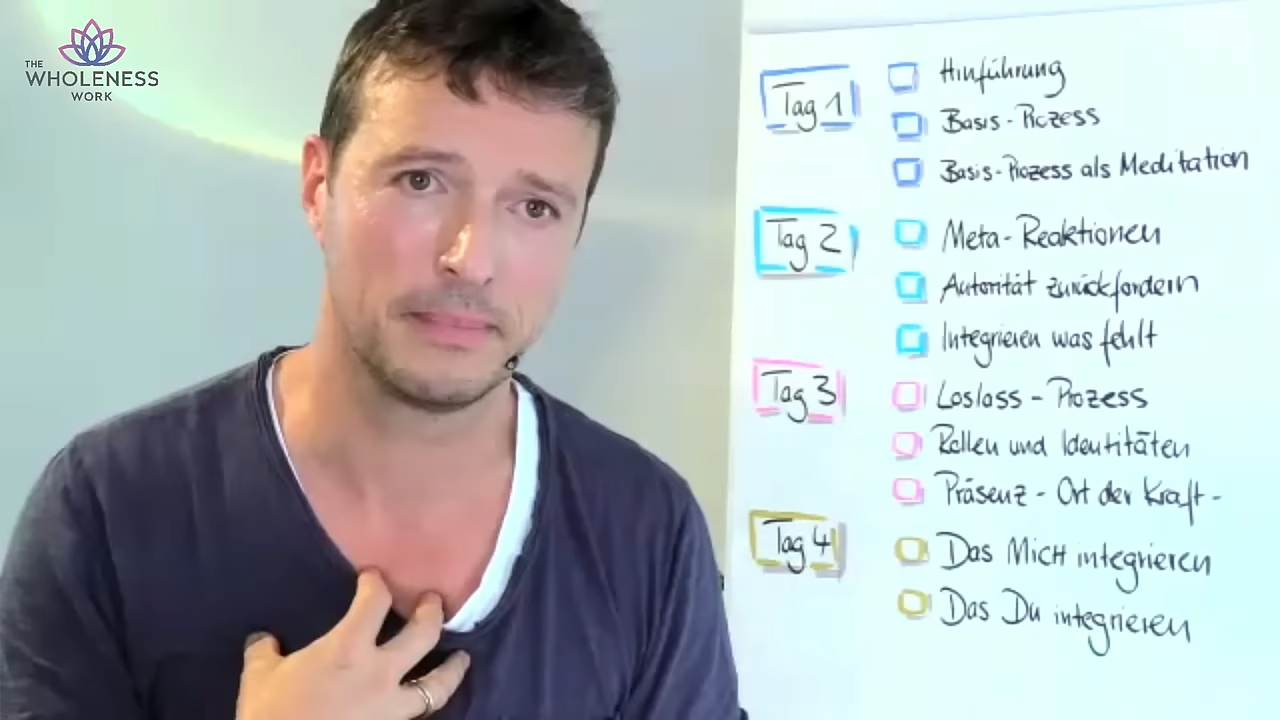 THE
WHOLENESS
WORK
Tag 1
Hinführung
Basis-Prozess
Basis-Prozess als Meditation
Tag 2
Meta-Reaktionen
Autorität zurückfordern
Integrieren was fehlt
Tag 3
Loslass-Prozess
Rollen und Identitäten
Präsenz - Ort der Kraft -
Tag 4
Das MICH integrieren
Das Du integrieren